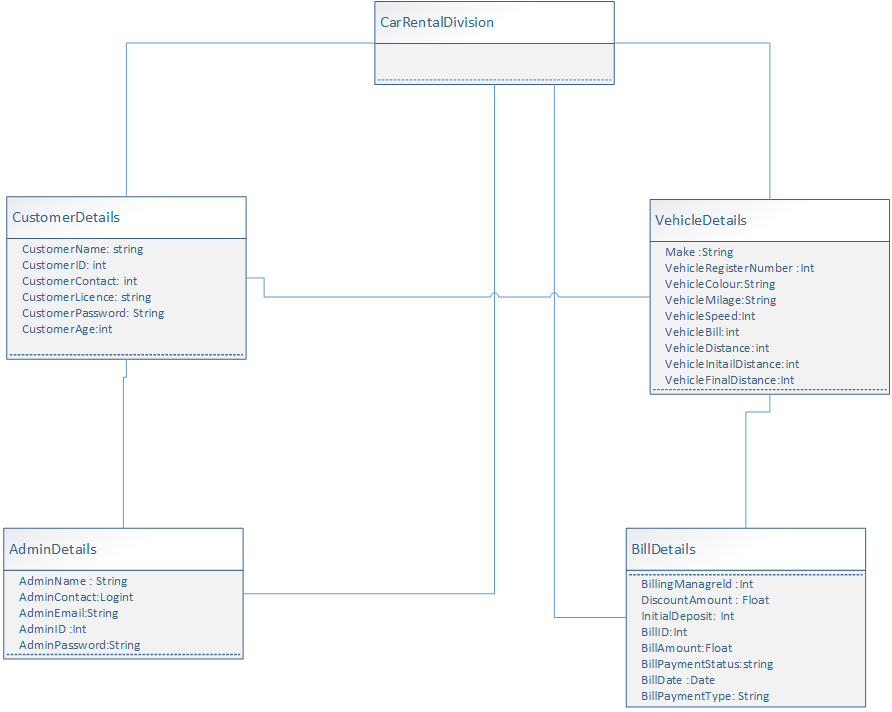 CarRentalDivision
CustomerDetails
CustomerName: string
CustomerID: int
CustomerContact: int
CustomerLicence: string
CustomerPassword: String
CustomerAge:int
VehicleDetails
Make :String
VehicleRegisterNumber :Int
VehicleColour:String
VehicleMilage:String
VehicleSpeed:Int
VehicleBill:int
VehicleDistance:int
VehicleInitailDistance:int
VehicleFinalDistance:Int
AdminDetails
AdminName : String
AdminContact:Logint
AdminEmail:String
AdminID :Int
AdminPassword:String
BillDetails
BillingManagreId :Int
DiscountAmount : Float
InitialDeposit: Int
BillID:Int
BillAmount:Float
BillPaymentStatus:string
BillDate :Date
BillPaymentType: String